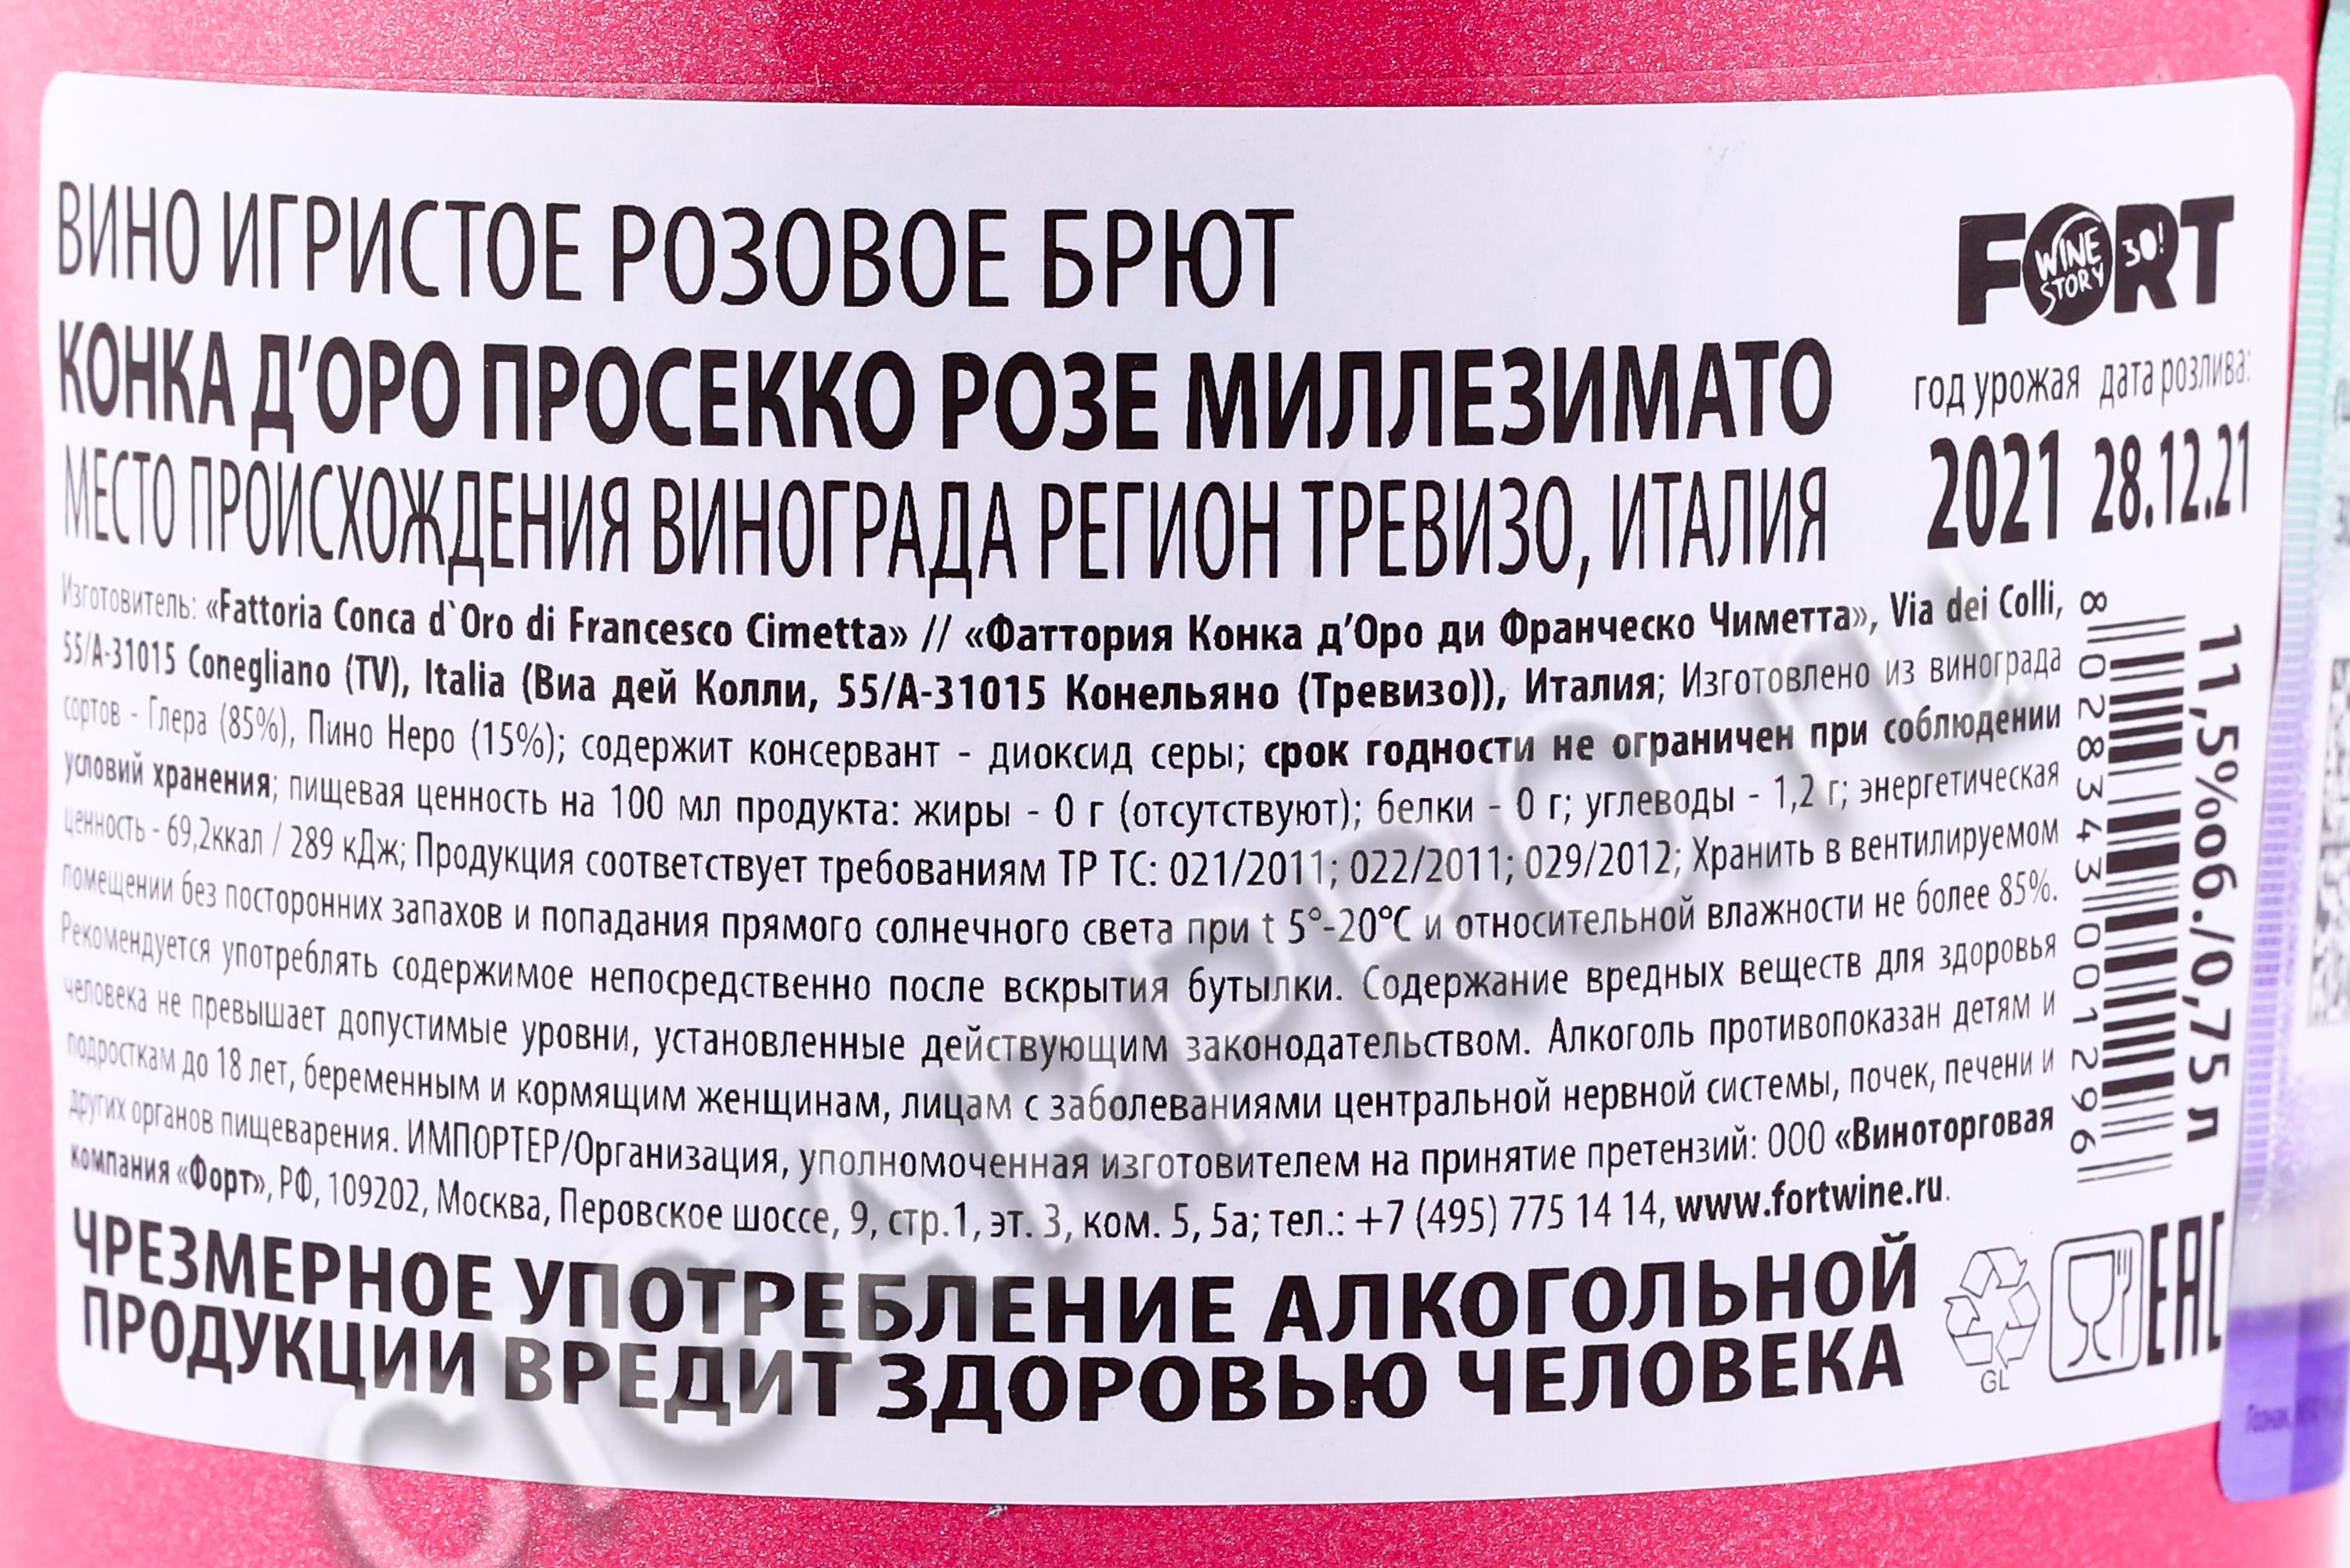 ВИНО ИГРИСТОЕ РОЗОВОЕ БРЮТ
КОНКА Д’ОРО ПРОСЕККО РОЗЕ МИЛЛЕЗИМАТО
МЕСТО ПРОИСХОЖДЕНИЯ ВИНОГРАДА РЕГИОН ТРЕВИЗО, ИТАЛИЯ
FORT
WINE STORY
30!
год урожая дата розлива:
2021 28.12.21
Изготовитель: «Fattoria Conca d`Oro di Francesco Cimetta» // «Фаттория Конка д’Оро ди Франческо Чиметта», Via dei Colli,
55/A-31015 Conegliano (TV), Italia (Виа дей Колли, 55/А-31015 Конельяно (Тревизо)), Италия; Изготовлено из винограда
сортов - Глера (85%), Пино Неро (15%); содержит консервант - диоксид серы; срок годности не ограничен при соблюдении
условий хранения; пищевая ценность на 100 мл продукта: жиры - 0 г (отсутствуют); белки - 0 г; углеводы - 1,2 г; энергетическая
ценность - 69,2ккал / 289 кДж; Продукция соответствует требованиям ТР ТС: 021/2011; 022/2011; 029/2012; Хранить в вентилируемом
помещении без посторонних запахов и попадания прямого солнечного света при t 5°-20°C и относительной влажности не более 85%.
Рекомендуется употреблять содержимое непосредственно после вскрытия бутылки. Содержание вредных веществ для здоровья
человека не превышает допустимые уровни, установленные действующим законодательством. Алкоголь противопоказан детям и
подросткам до 18 лет, беременным и кормящим женщинам, лицам с заболеваниями центральной нервной системы, почек, печени и
других органов пищеварения. ИМПОРТЕР/Организация, уполномоченная изготовителем на принятие претензий: ООО «Виноторговая
компания «Форт», РФ, 109202, Москва, Перовское шоссе, 9, стр.1, эт. 3, ком. 5, 5а; тел.: +7 (495) 775 14 14, www.fortwine.ru.
ЧРЕЗМЕРНОЕ УПОТРЕБЛЕНИЕ АЛКОГОЛЬНОЙ
ПРОДУКЦИИ ВРЕДИТ ЗДОРОВЬЮ ЧЕЛОВЕКА
8 028343 001296
11,5%об./0,75 л
GL
EAC
CIGARPRO.ru